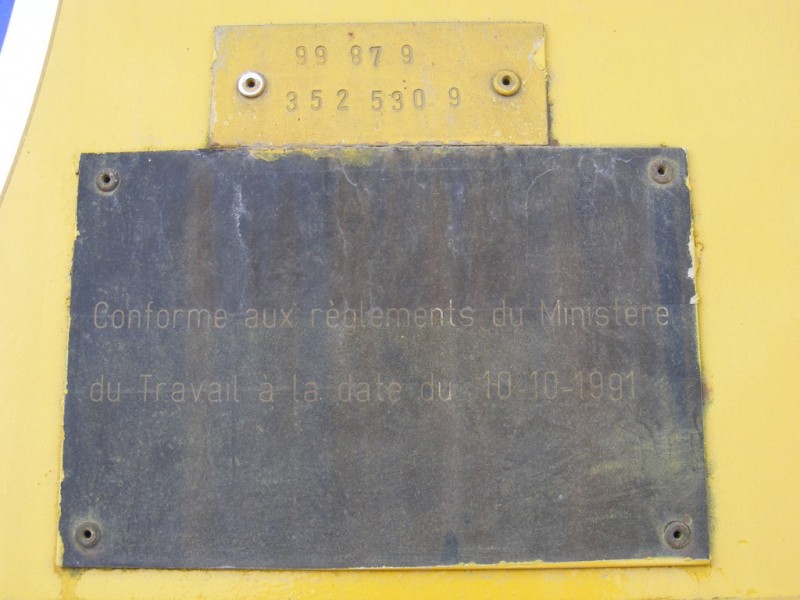 99 87 9
352 530 9
Conforme aux règlements du Ministère
du Travail à la date du 10-10-1991